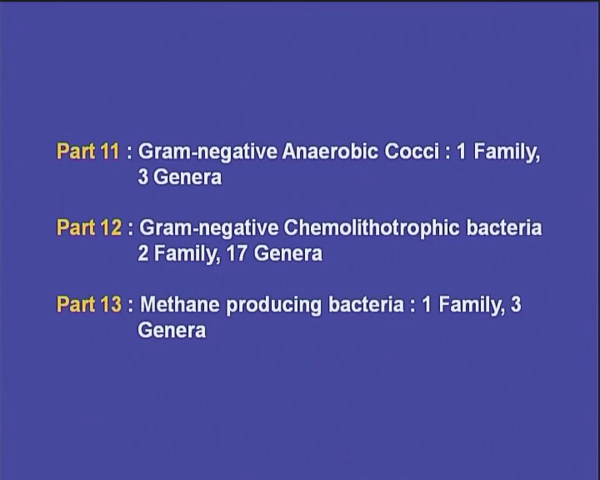 Part 11 : Gram-negative Anaerobic Cocci : 1 Family,
3 Genera
Part 12 : Gram-negative Chemolithotrophic bacteria
2 Family, 17 Genera
Part 13 : Methane producing bacteria : 1 Family, 3
Genera